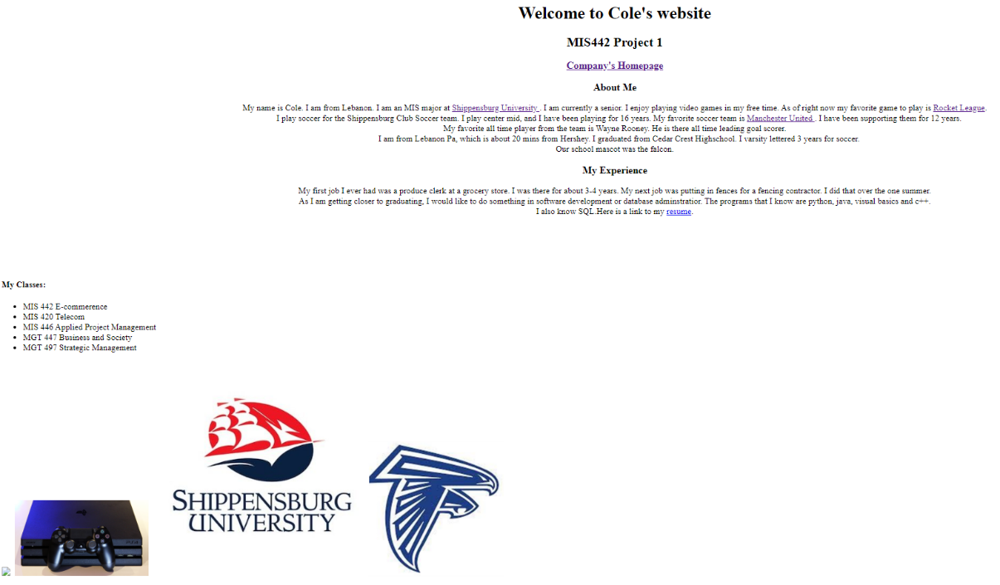 Welcome to Cole's website
MIS442 Project 1
Company's Homepage
About Me
My name is Cole. I am from Lebanon. I am an MIS major at Shippensburg University . I am currently a senior. I enjoy playing video games in my free time. As of right now my favorite game to play is Rocket League.
I play soccer for the Shippensburg Club Soccer team. I play center mid, and I have been playing for 16 years. My favorite soccer team is Manchester United . I have been supporting them for 12 years.
My favorite all time player from the team is Wayne Rooney. He is there all time leading goal scorer.
I am from Lebanon Pa, which is about 20 mins from Hershey. I graduated from Cedar Crest Highschool. I varsity lettered 3 years for soccer.
Our school mascot was the falcon.
My Experience
My first job I ever had was a produce clerk at a grocery store. I was there for about 3-4 years. My next job was putting in fences for a fencing contractor. I did that over the one summer.
As I am getting closer to graduating, I would like to do something in software development or database adminstratior. The programs that I know are python, java, visual basics and c++.
I also know SQL.Here is a link to my resume.
My Classes:
MIS 442 E-commerence
MIS 420 Telecom
MIS 446 Applied Project Management
MGT 447 Business and Society
MGT 497 Strategic Management
SHIPPENSBURG
UNIVERSITY